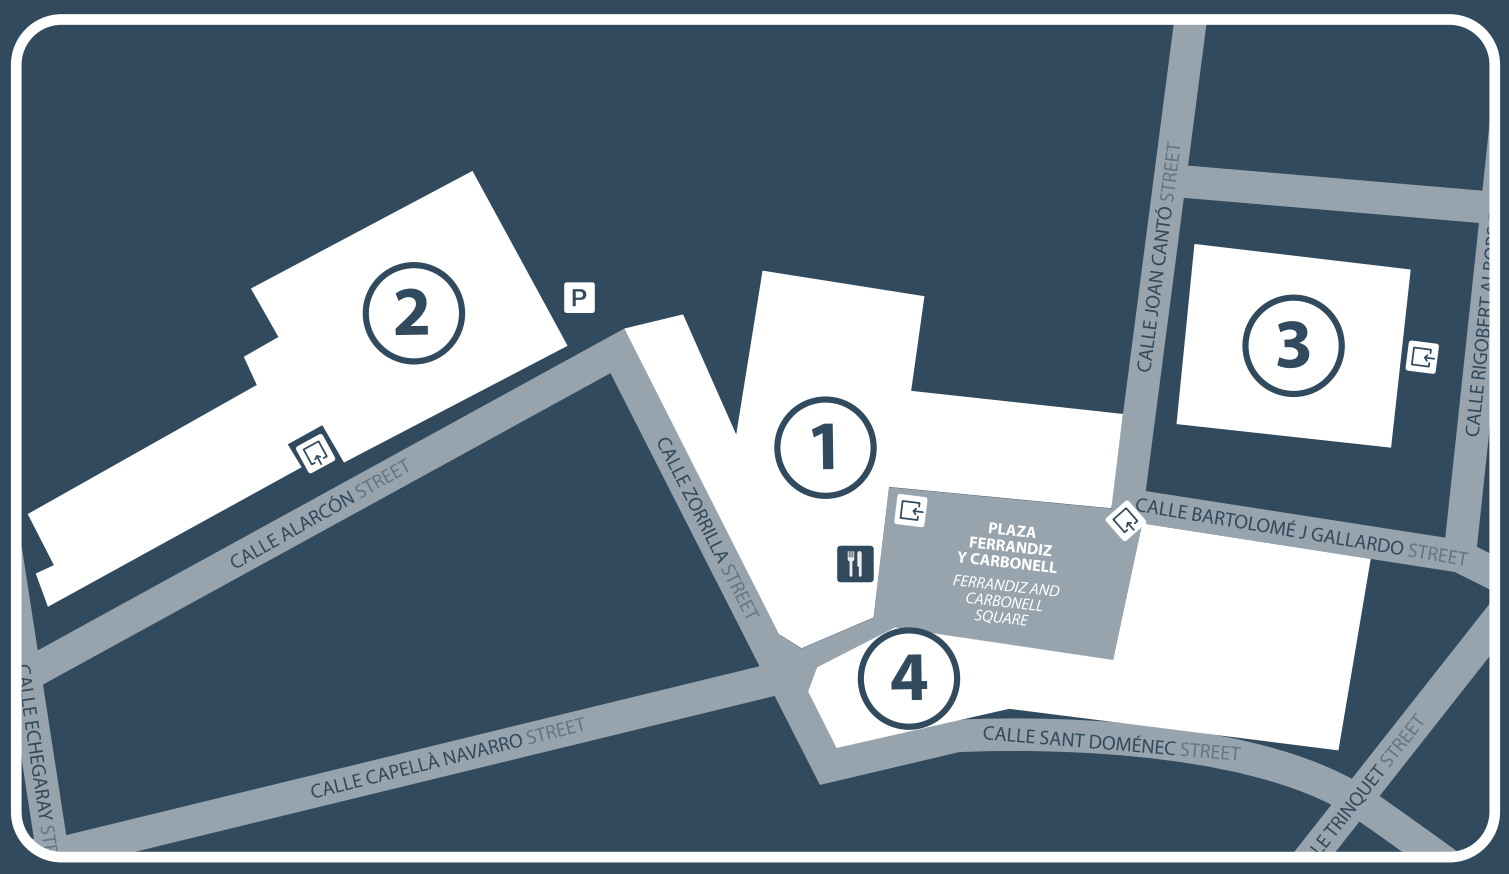 CALLE JOAN CANTÓ STREET
2
P
3
CALLE RIGOBERT
1
CALLE ALARCÓN STREET
CALLE ZORRILLA STREET
PLAZA
FERRANDIZ
Y CARBONELL
FERRANDIZ AND
CARBONELL
SQUARE
CALLE BARTOLOMÉ J GALLARDO STREET
4
CALLE ECHEGARAY STRE
CALLE CAPELLÀ NAVARRO STREET
CALLE SANT DOMÉNEC STREET
LE TRINQUET STREET